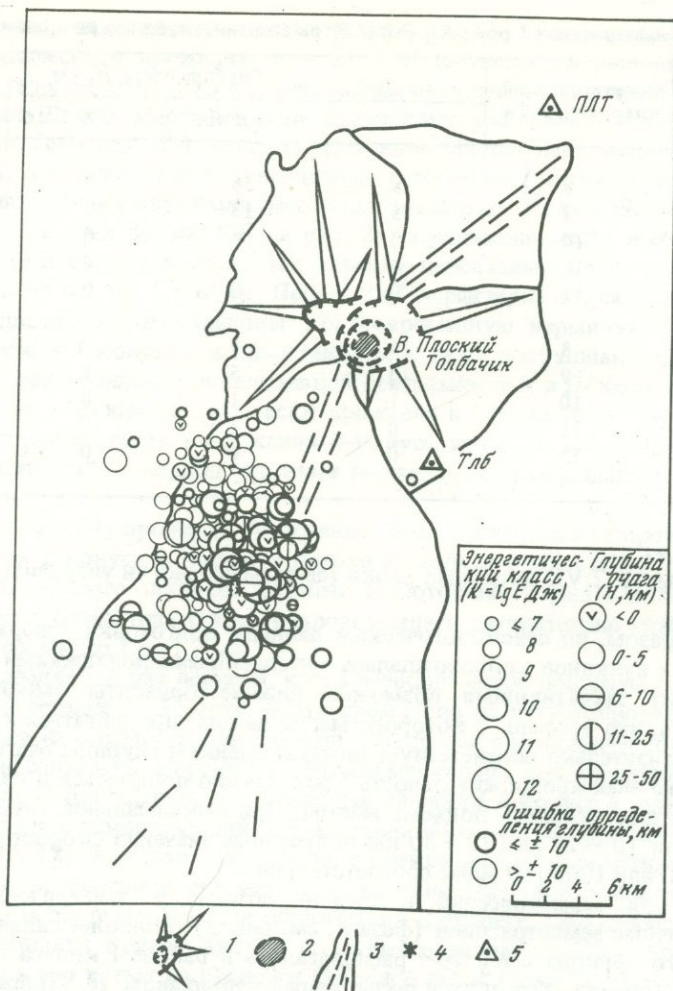 ПЛТ
В. Плоский
Толбачик
Тлб
Энергетичес-
кий класс
(К = lgE, Дж)
≤ 7
8
9
10
11
12
Глубина
очага
(Н, км)
<0
0-5
6-10
11-25
25-50
Ошибка опреде-
ления глубины, км
≤ ± 10
> ± 10
0 2 4 6 км
1
2
3
4
5